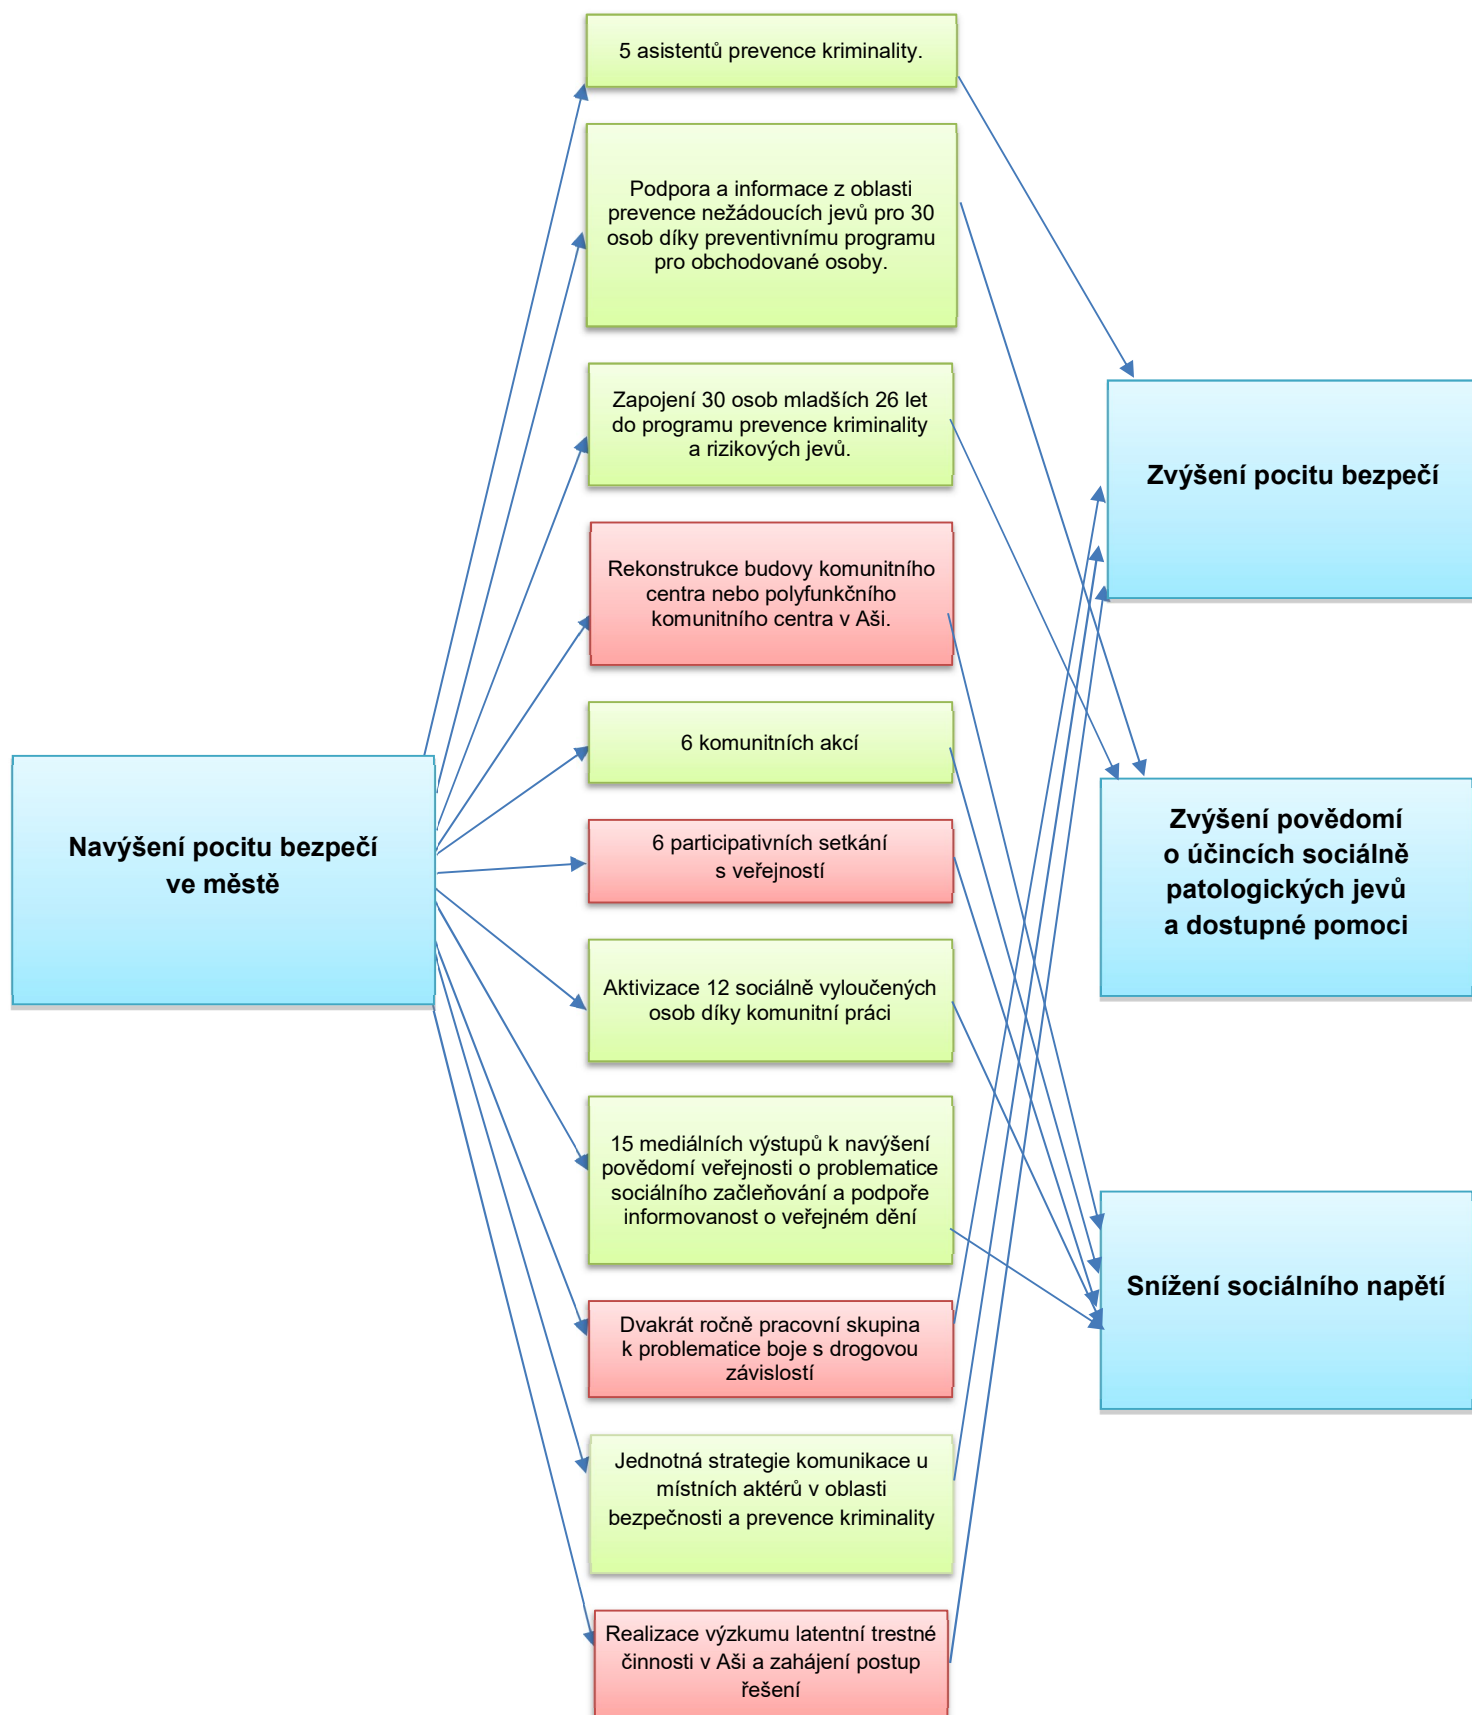 5 asistentů prevence kriminality.
Podpora a informace z oblasti
prevence nežádoucích jevů pro 30
osob díky preventivnímu programu
pro obchodované osoby.
Zapojení 30 osob mladších 26 let
do programu prevence kriminality
a rizikových jevů.
Rekonstrukce budovy komunitního
centra nebo polyfunkčního
komunitního centra v Aši.
6 komunitních akcí
6 participativních setkání
s veřejností
Aktivizace 12 sociálně vyloučených
osob díky komunitní práci
15 mediálních výstupů k navýšení
povědomí veřejnosti o problematice
sociálního začleňování a podpoře
informovanost o veřejném dění
Dvakrát ročně pracovní skupina
k problematice boje s drogovou
závislostí
Jednotná strategie komunikace u
místních aktérů v oblasti
bezpečnosti a prevence kriminality
Realizace výzkumu latentní trestné
činnosti v Aši a zahájení postup
řešení
Navýšení pocitu bezpečí
ve městě
Zvýšení pocitu bezpečí
Zvýšení povědomí
o účincích sociálně
patologických jevů
a dostupné pomoci
Snížení sociálního napětí